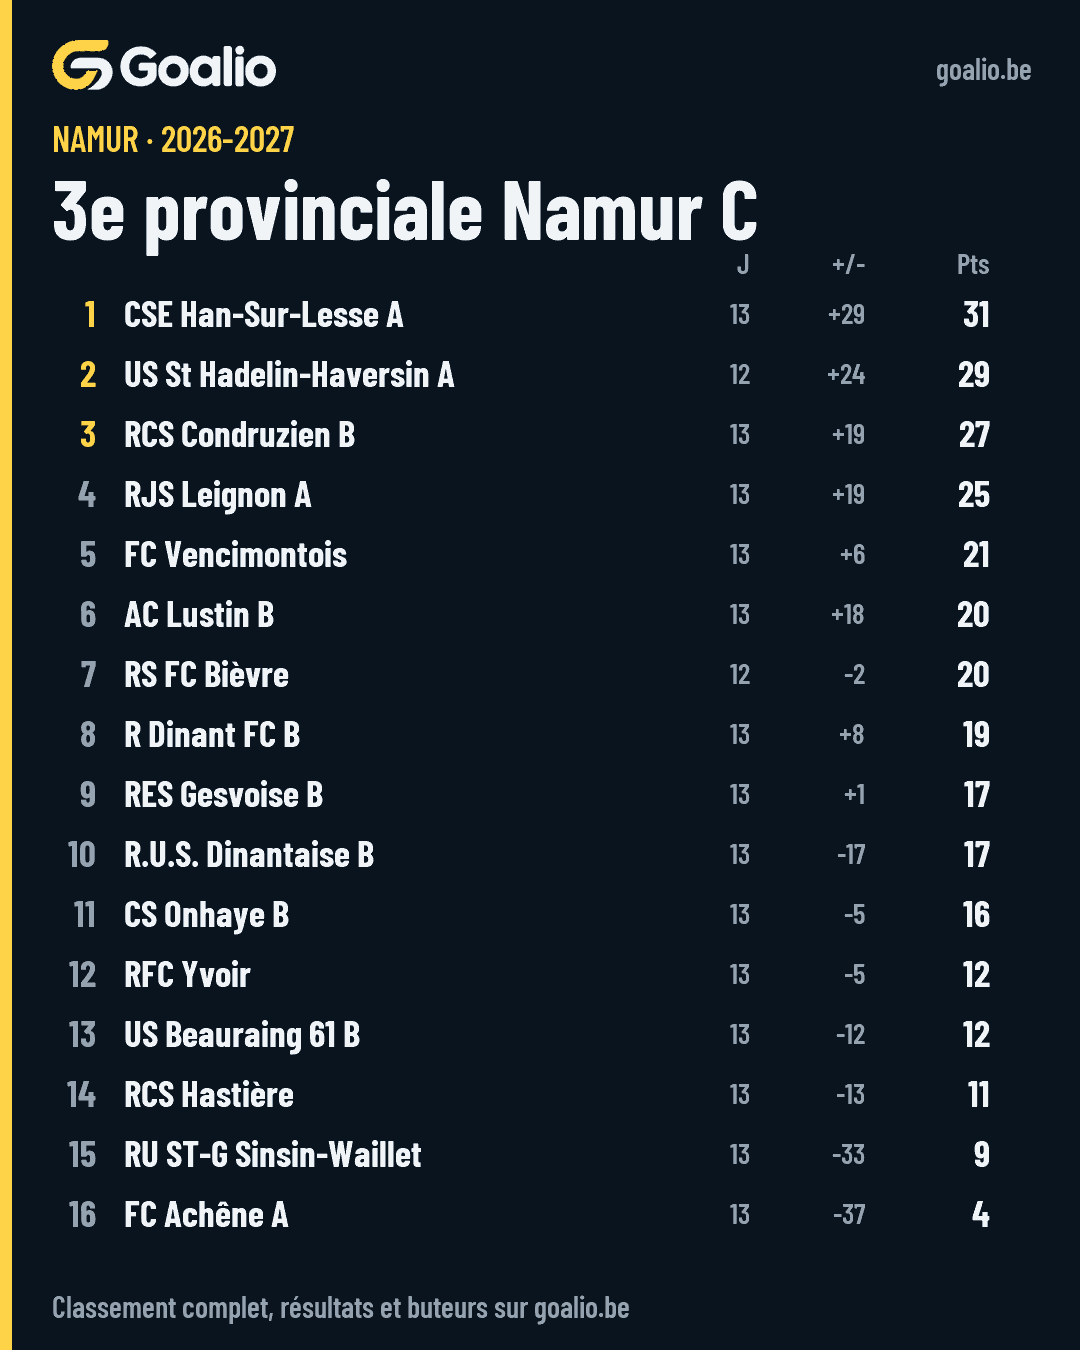 Goalio
goalio.be
NAMUR · 2026-2027
3e provinciale Namur C
J +/- Pts
1 CSE Han-Sur-Lesse A 13 +29 31
2 US St Hadelin-Haversin A 12 +24 29
3 RCS Condruzien B 13 +19 27
4 RJS Leignon A 13 +19 25
5 FC Vencimontois 13 +6 21
6 AC Lustin B 13 +18 20
7 RS FC Bièvre 12 -2 20
8 R Dinant FC B 13 +8 19
9 RES Gesvoise B 13 +1 17
10 R.U.S. Dinantaise B 13 -17 17
11 CS Onhaye B 13 -5 16
12 RFC Yvoir 13 -5 12
13 US Beauraing 61 B 13 -12 12
14 RCS Hastière 13 -13 11
15 RU ST-G Sinsin-Waillet 13 -33 9
16 FC Achêne A 13 -37 4
Classement complet, résultats et buteurs sur goalio.be